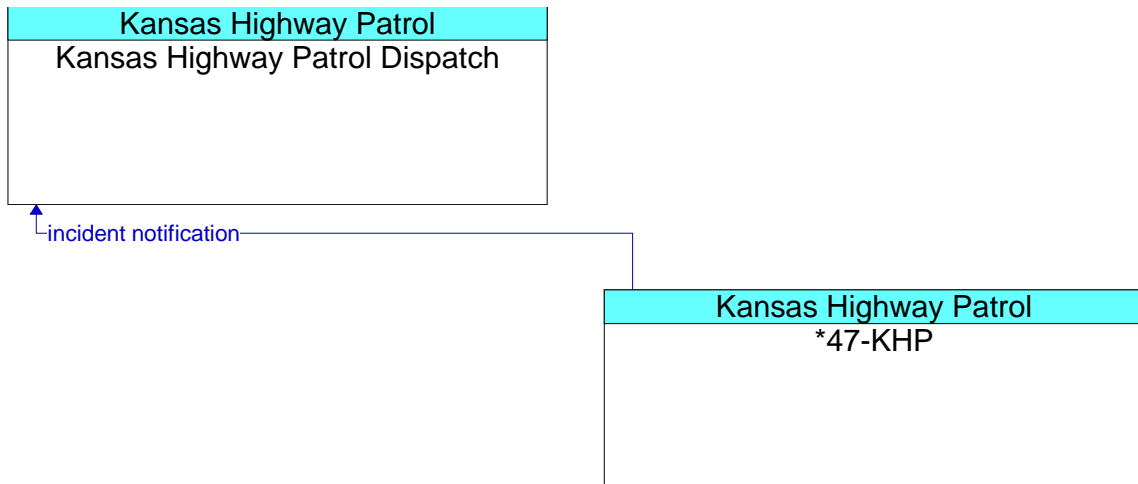 Kansas Highway Patrol
Kansas Highway Patrol Dispatch
incident notification
Kansas Highway Patrol
*47-KHP